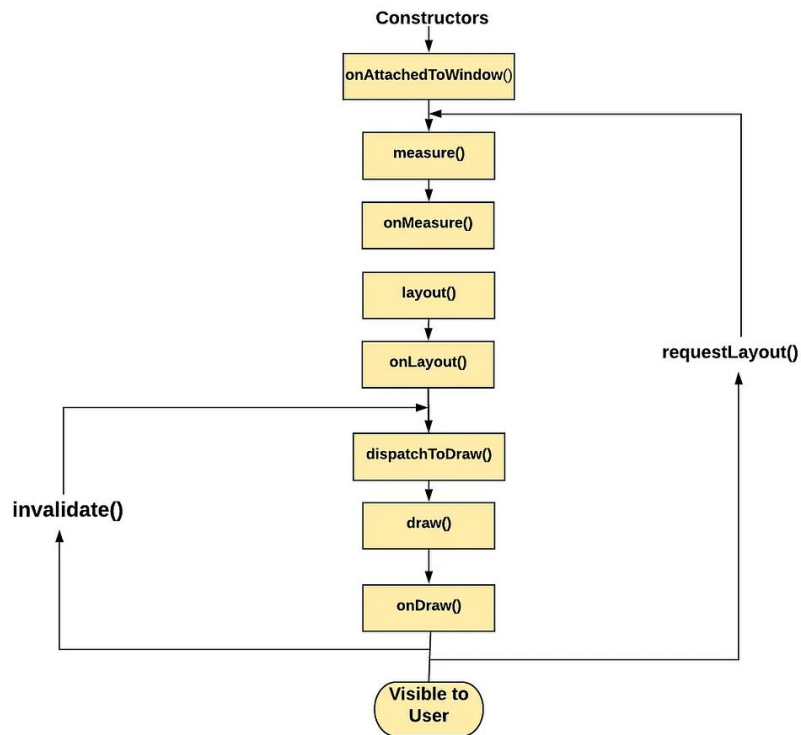 Constructors
onAttachedToWindow()
measure()
onMeasure()
layout()
requestLayout()
onLayout()
dispatchToDraw()
invalidate()
draw()
onDraw()
Visible to
User